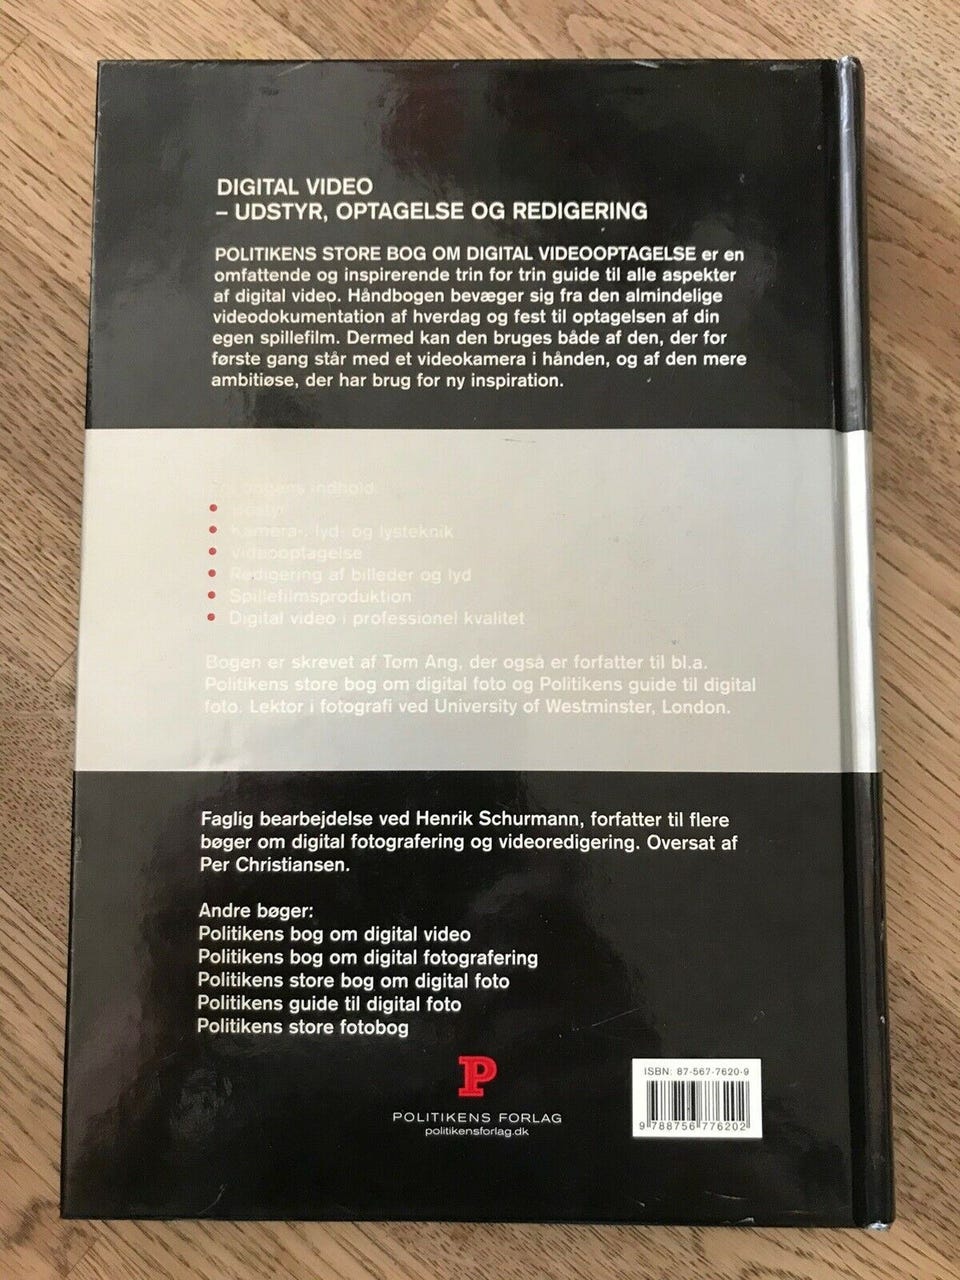 DIGITAL VIDEO
– UDSTYR, OPTAGELSE OG REDIGERING
POLITIKENS STORE BOG OM DIGITAL VIDEOOPTAGELSE er en
omfattende og inspirerende trin for trin guide til alle aspekter
af digital video. Håndbogen bevæger sig fra den almindelige
videodokumentation af hverdag og fest til optagelsen af din
egen spillefilm. Dermed kan den bruges både af den, der for
første gang står med et videokamera i hånden, og af den mere
ambitiøse, der har brug for ny inspiration.
bogens indhold:
• Udstyr
• Kamera-, lyd- og lysteknik
• Videooptagelse
• Redigering af billeder og lyd
• Spillefilmsproduktion
• Digital video i professionel kvalitet
Bogen er skrevet af Tom Ang, der også er forfatter til bl.a.
Politikens store bog om digital foto og Politikens guide til digital
foto. Lektor i fotografi ved University of Westminster, London.
Faglig bearbejdelse ved Henrik Schurmann, forfatter til flere
bøger om digital fotografering og videoredigering. Oversat af
Per Christiansen.
Andre bøger:
Politikens bog om digital video
Politikens bog om digital fotografering
Politikens store bog om digital foto
Politikens guide til digital foto
Politikens store fotobog
P
POLITIKENS FORLAG
politikensforlag.dk
ISBN: 87-567-7620-9
9 788756 776202